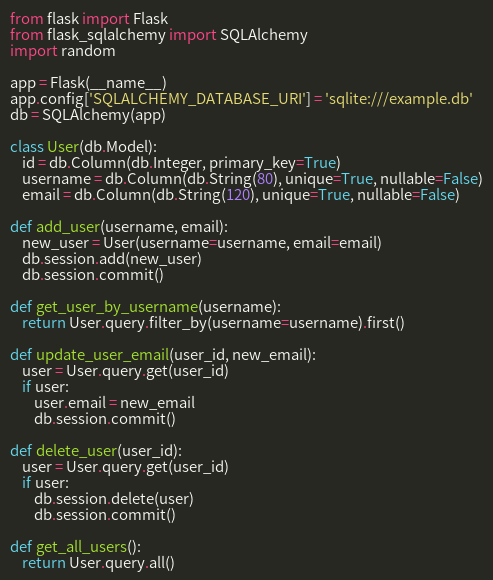 from flask import Flask
from flask_sqlalchemy import SQLAlchemy
import random

app = Flask(__name__)
app.config['SQLALCHEMY_DATABASE_URI'] = 'sqlite:///example.db'
db = SQLAlchemy(app)

class User(db.Model):
    id = db.Column(db.Integer, primary_key=True)
    username = db.Column(db.String(80), unique=True, nullable=False)
    email = db.Column(db.String(120), unique=True, nullable=False)

def add_user(username, email):
    new_user = User(username=username, email=email)
    db.session.add(new_user)
    db.session.commit()

def get_user_by_username(username):
    return User.query.filter_by(username=username).first()

def update_user_email(user_id, new_email):
    user = User.query.get(user_id)
    if user:
        user.email = new_email
        db.session.commit()

def delete_user(user_id):
    user = User.query.get(user_id)
    if user:
        db.session.delete(user)
        db.session.commit()

def get_all_users():
    return User.query.all()